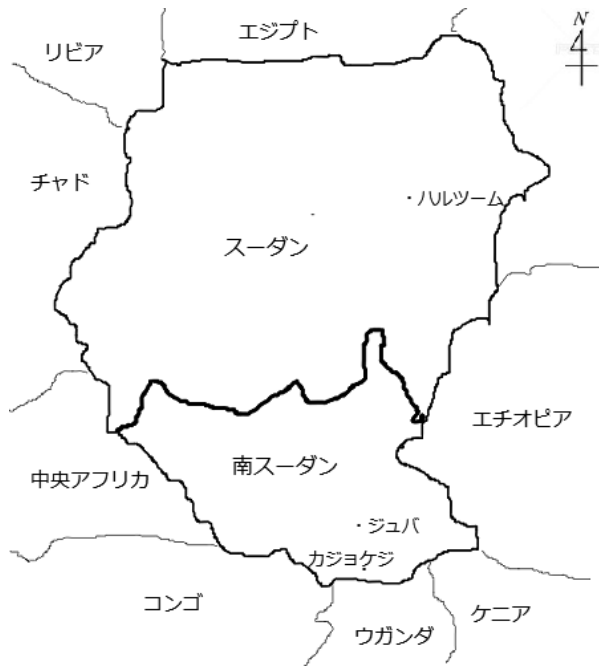 エジプト
N
リビア
チャド
・ハルツーム
スーダン
エチオピア
南スーダン
中央アフリカ
・ジュバ
カジョケジ
コンゴ
ケニア
ウガンダ